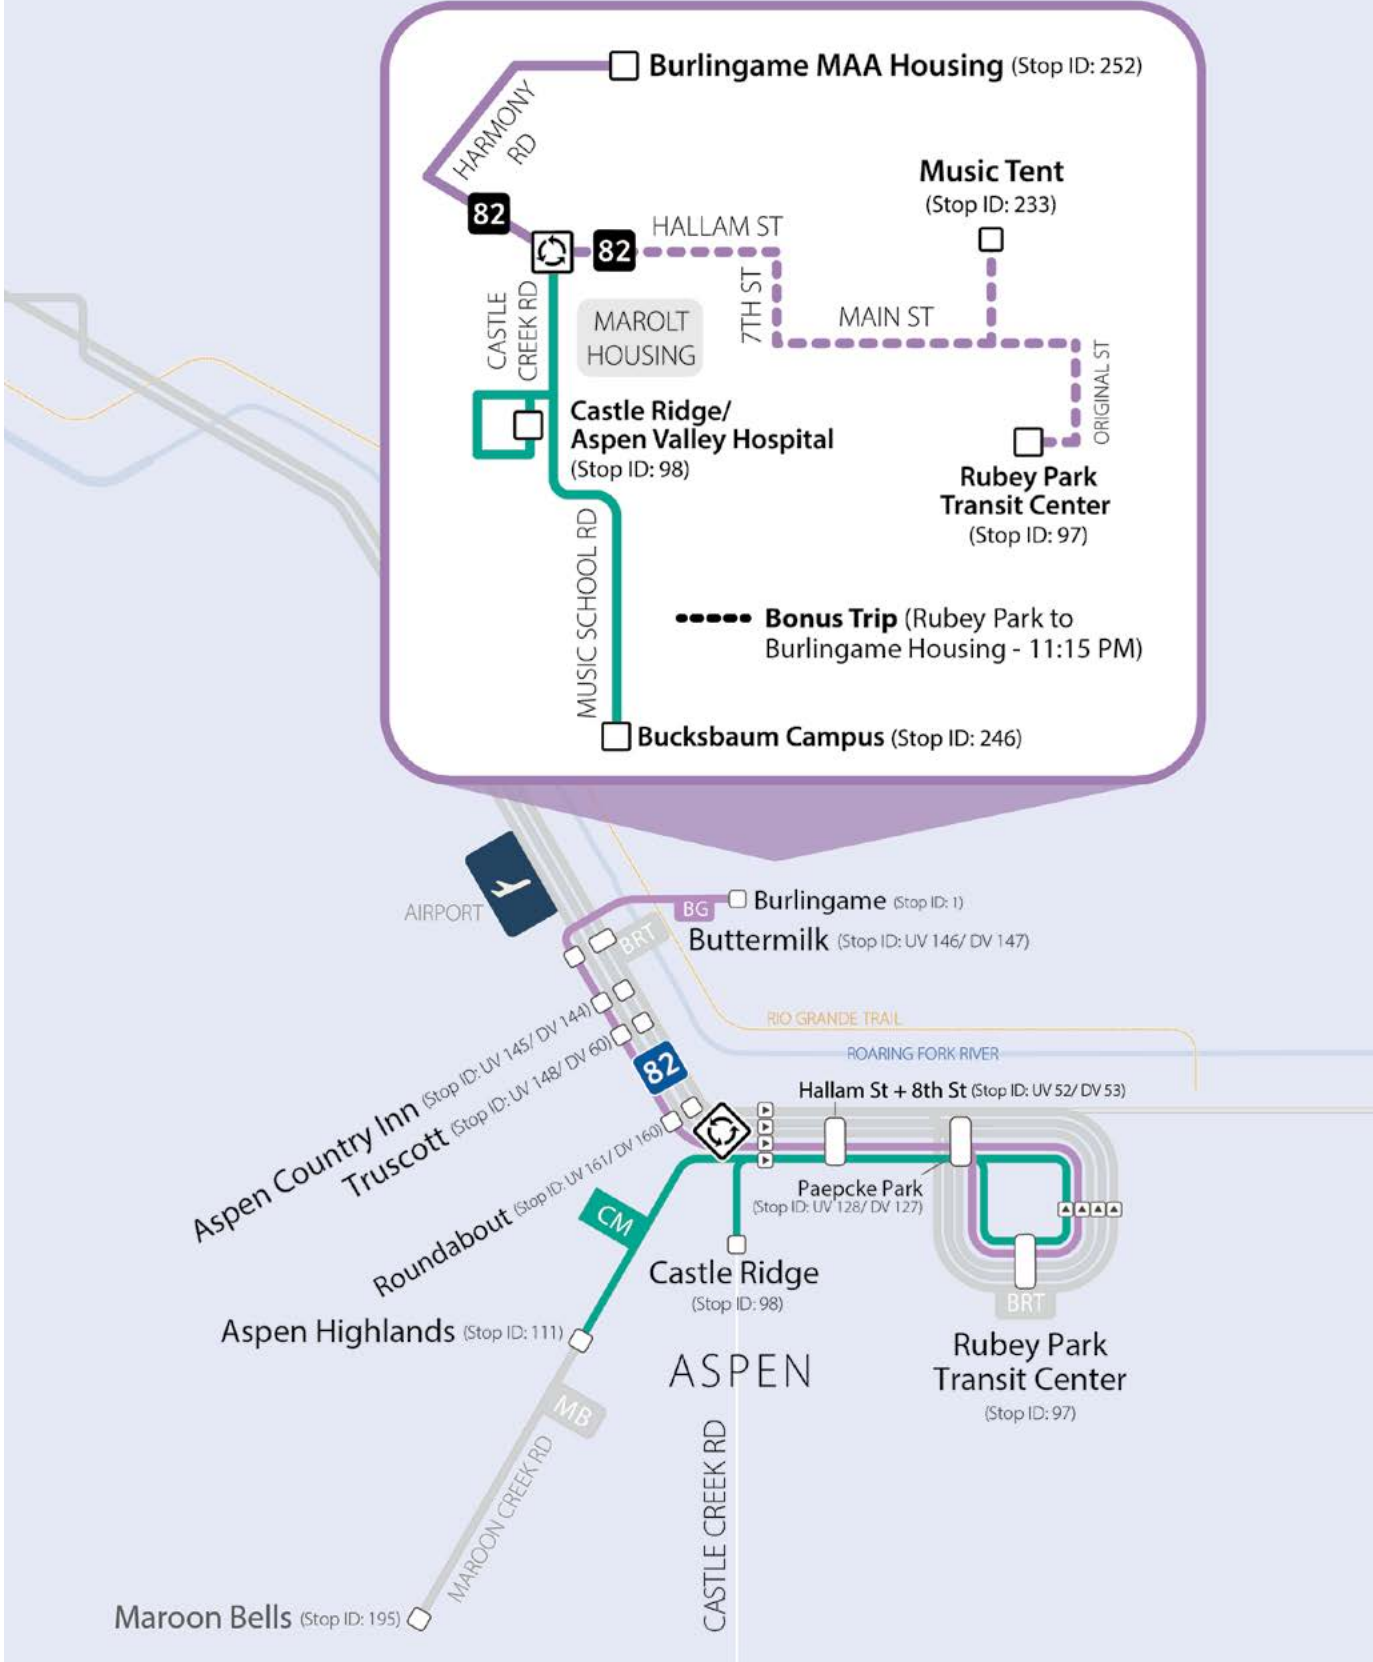 Burlingame MAA Housing (Stop ID: 252)
HARMONY
RD
82
82
HALLAM ST
Music Tent
(Stop ID: 233)
CASTLE
CREEK RD
MAROLT
HOUSING
7TH ST
MAIN ST
ORIGINAL ST
Castle Ridge/
Aspen Valley Hospital
(Stop ID: 98)
Rubey Park
Transit Center
(Stop ID: 97)
MUSIC SCHOOL RD
Bonus Trip (Rubey Park to
Burlingame Housing - 11:15 PM)
Bucksbaum Campus (Stop ID: 246)
AIRPORT
BG
Burlingame (Stop ID: 1)
BRT
Buttermilk (Stop ID: UV 146/ DV 147)
RIO GRANDE TRAIL
ROARING FORK RIVER
Aspen Country Inn (Stop ID: UV 145/ DV 144)
Truscott (Stop ID: UV 148/ DV 60)
82
Roundabout (Stop ID: UV 161/ DV 160)
Hallam St + 8th St (Stop ID: UV 52/ DV 53)
Paepcke Park
(Stop ID: UV 128/ DV 127)
CM
Castle Ridge
(Stop ID: 98)
BRT
Aspen Highlands (Stop ID: 111)
Rubey Park
Transit Center
(Stop ID: 97)
ASPEN
MB
MAROON CREEK RD
CASTLE CREEK RD
Maroon Bells (Stop ID: 195)